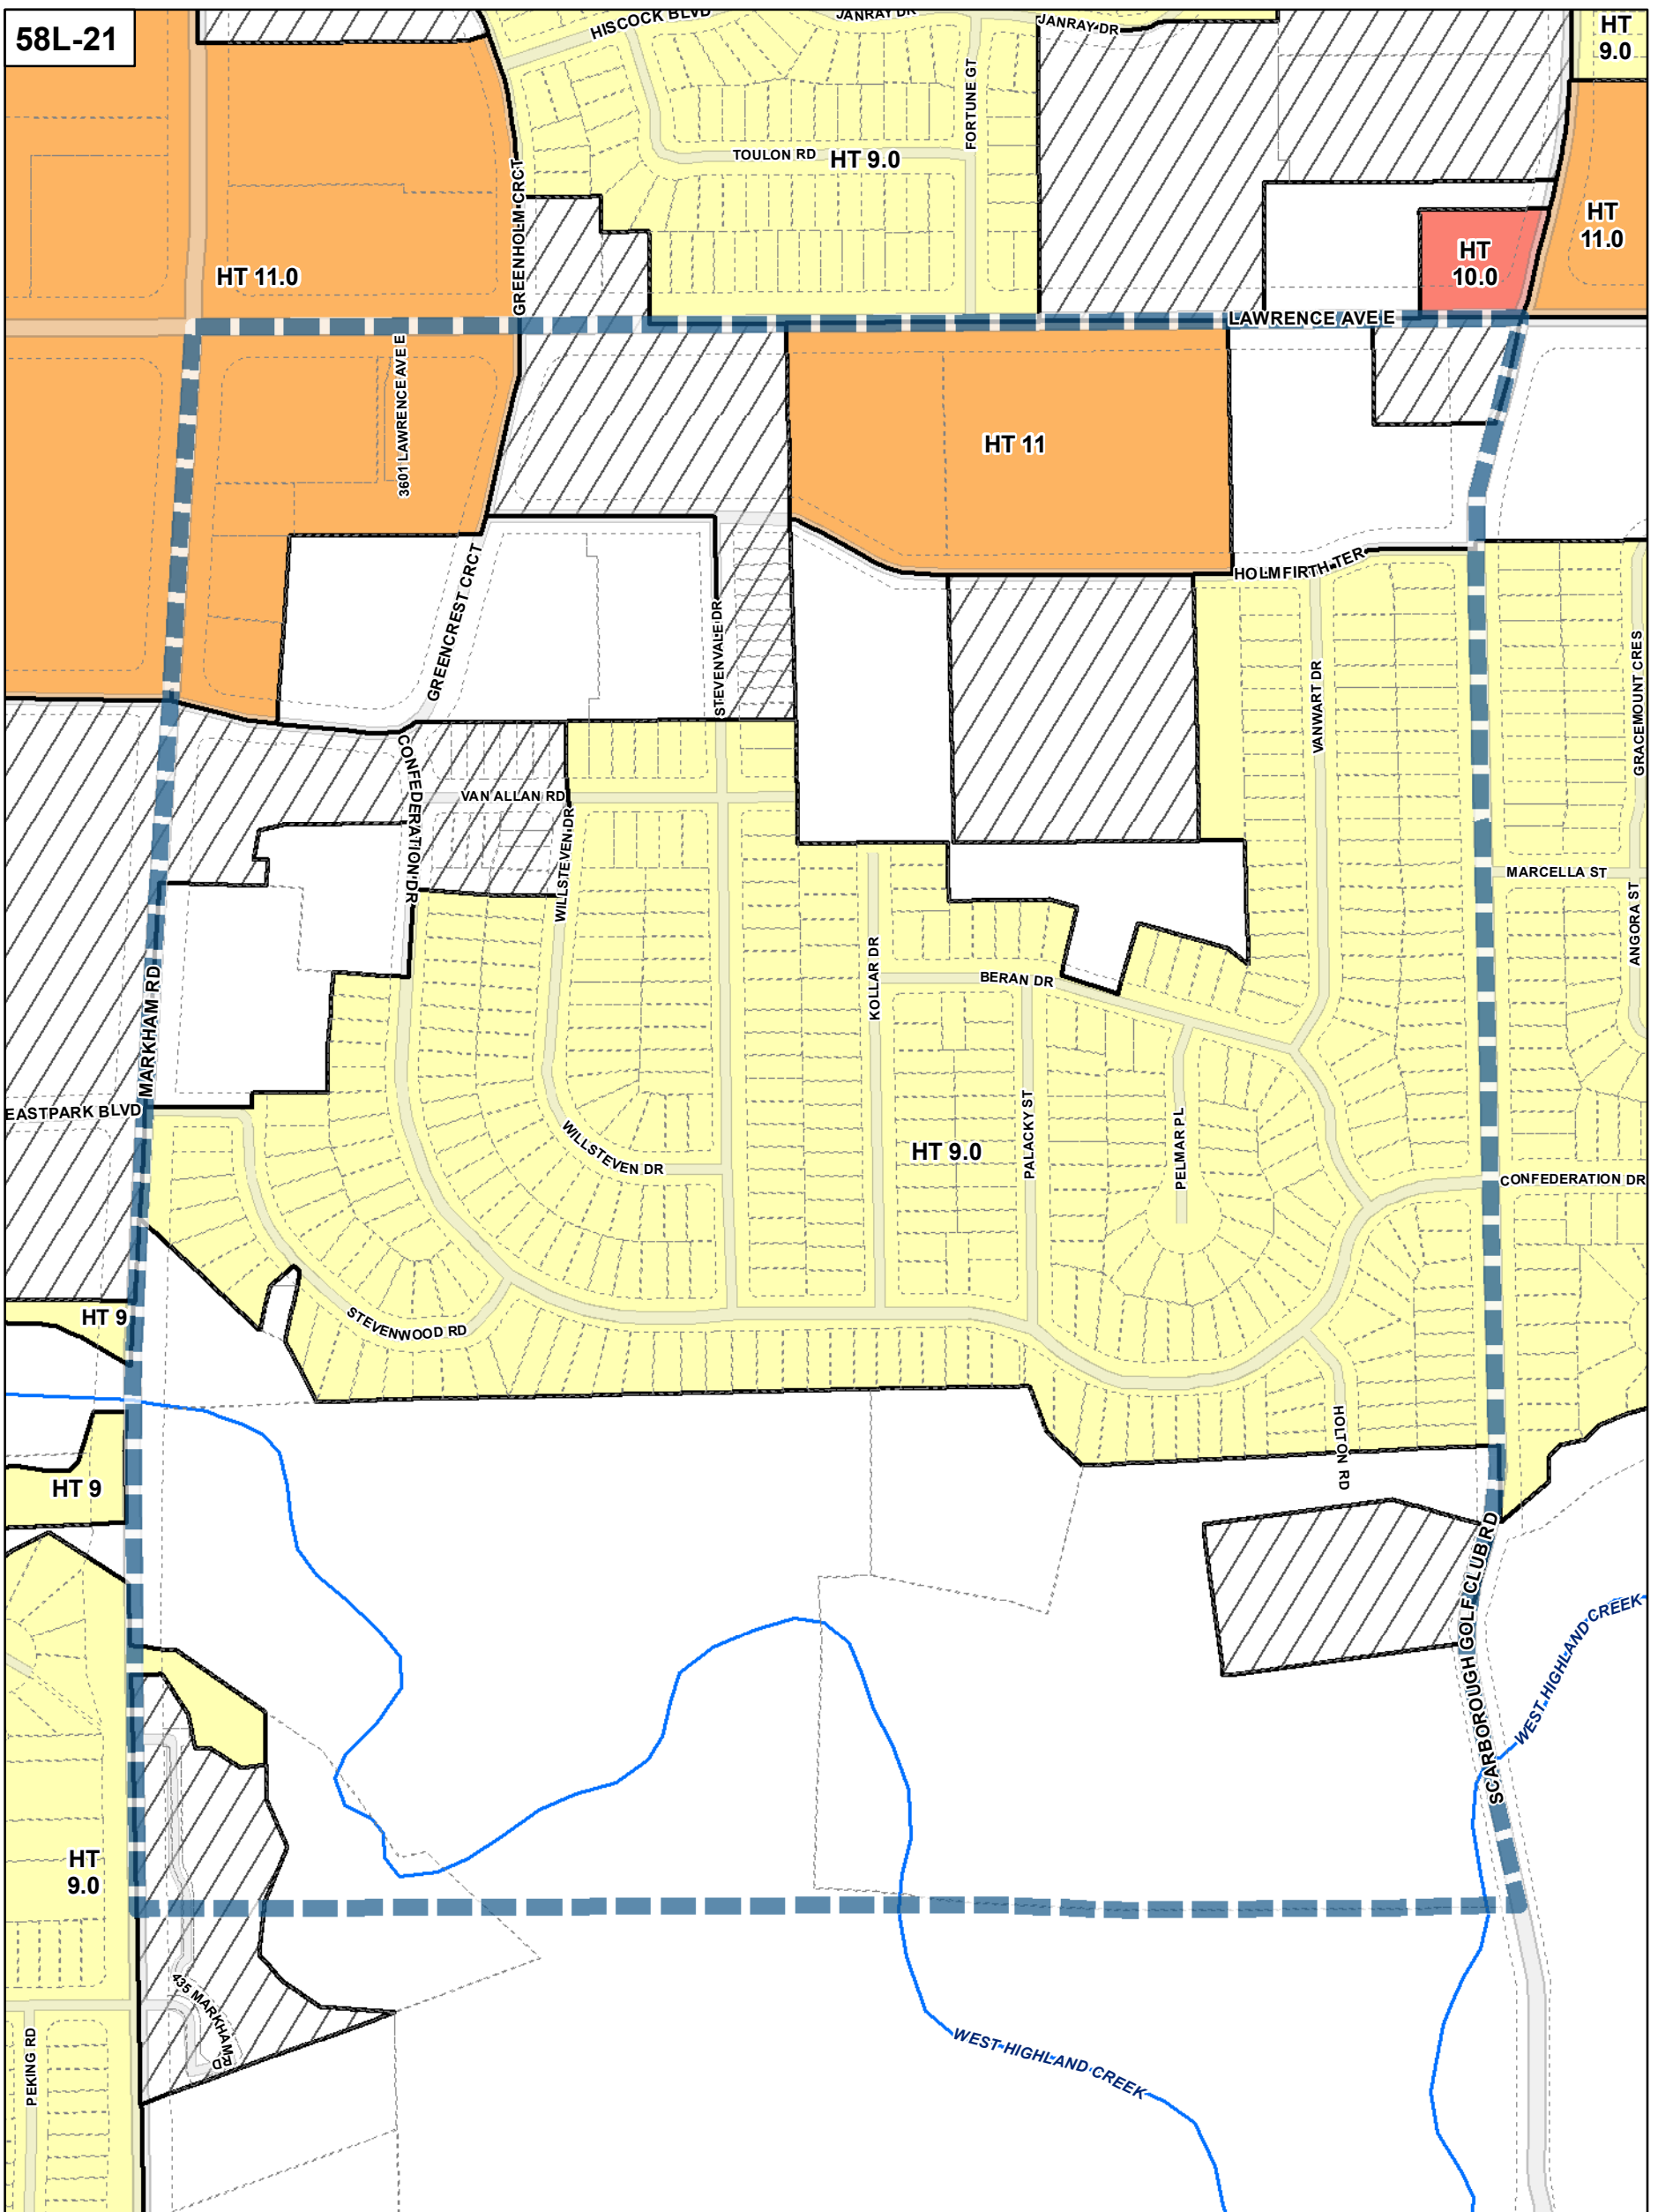 58L-21
HISCOCK BLVD
JANRAY DR
JANRAY DR
HT
9.0
FORTUNE GT
TOULON RD
HT 9.0
GREENHOLM CRCT
HT
11.0
HT
10.0
HT 11.0
LAWRENCE AVE E
3601 LAWRENCE AVE E
HT 11
HOLMFIRTH TER
GREENCREST CRCT
STEVENVALE DR
VANWART DR
GRACEMOUNT CRES
CONFEDERATION DR
VAN ALLAN RD
WILLSTEVEN DR
MARCELLA ST
ANGORA ST
KOLLAR DR
BERAN DR
MARKHAM RD
EASTPARK BLVD
WILLSTEVEN DR
HT 9.0
PALACKY ST
PELMAR PL
CONFEDERATION DR
HT 9
STEVENWOOD RD
HOLTON RD
HT 9
SCARBOROUGH GOLF CLUB RD
WEST HIGHLAND CREEK
HT
9.0
435 MARKHAM RD
PEKING RD
WEST HIGHLAND CREEK